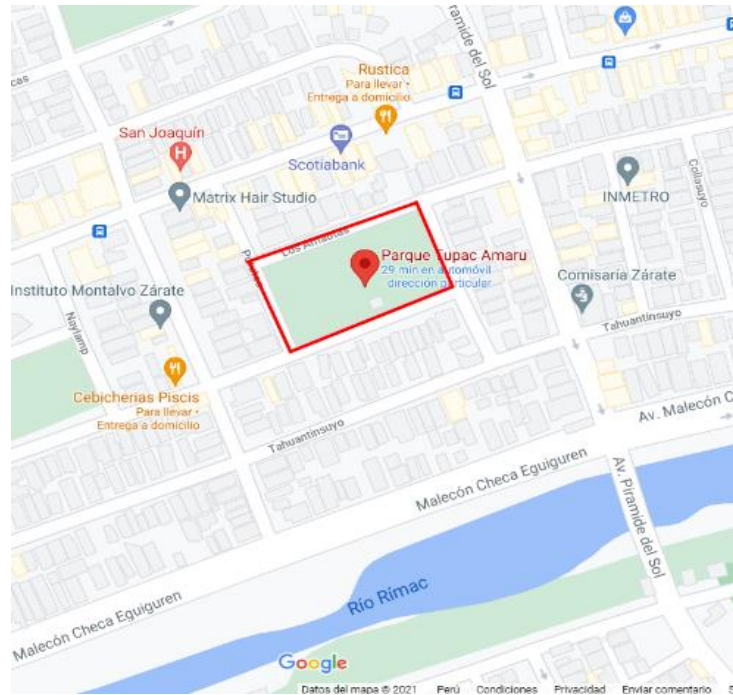 cas
Piramide del Sol
Rustica
Para llevar •
Entrega a domicilio
San Joaquín
Scotiabank
Matrix Hair Studio
Collasuyo
INMETRO
Los Amautas
Parque Tupac Amaru
29 min en automóvil
dirección particular
Comisaría Zárate
Instituto Montalvo Zárate
Naylamp
Tahuantinsuyo
Cebicherias Piscis
Para llevar •
Entrega a domicilio
Tahuantinsuyo
Av. Malecón C
Malecón Checa Eguiguren
Av. Piramide del Sol
Río Rímac
Malecón Checa Eguiguren
Google
Datos del mapa © 2021 Perú Condiciones Privacidad Enviar comentario